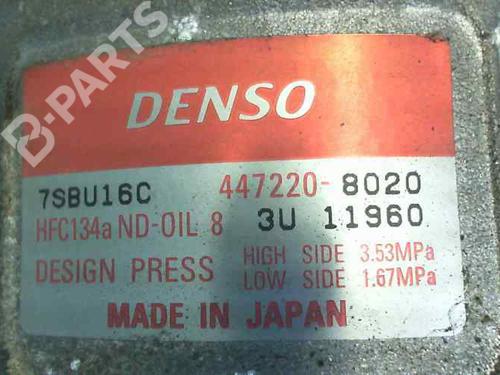 B-PARTS
DENSO
7SBU16C 447220-8020
HFC134a ND-OIL 8 3U 11960
DESIGN PRESS HIGH SIDE 3.53MPa
LOW SIDE 1.67MPa
MADE IN JAPAN